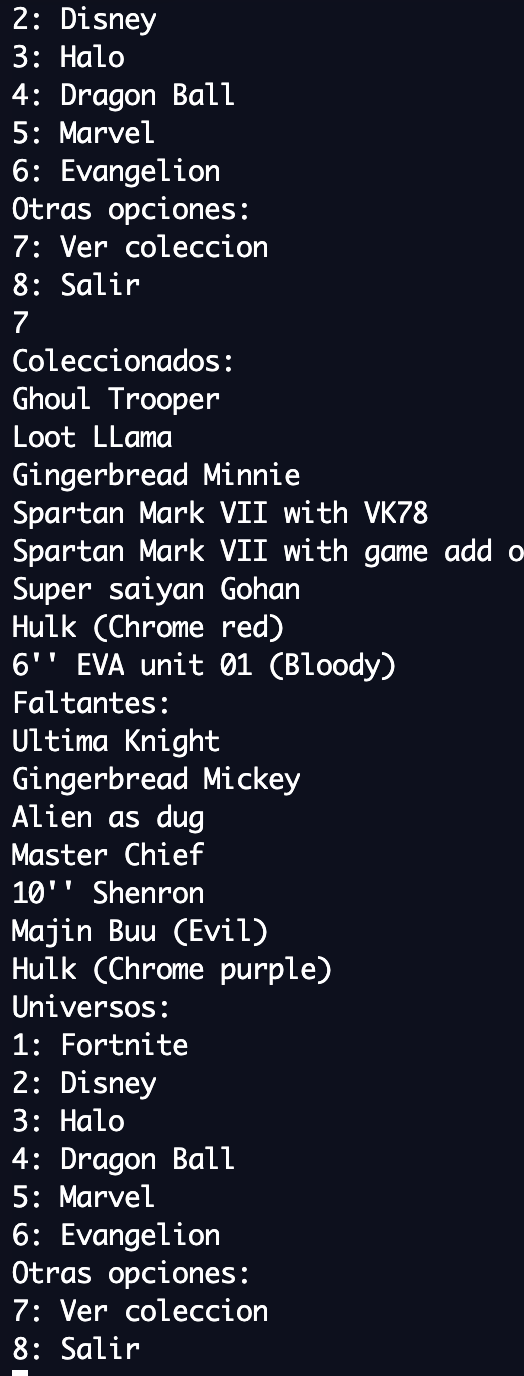 2: Disney
3: Halo
4: Dragon Ball
5: Marvel
6: Evangelion
Otras opciones:
7: Ver coleccion
8: Salir
7
Coleccionados:
Ghoul Trooper
Loot LLama
Gingerbread Minnie
Spartan Mark VII with VK78
Spartan Mark VII with game add o
Super saiyan Gohan
Hulk (Chrome red)
6'' EVA unit 01 (Bloody)
Faltantes:
Ultima Knight
Gingerbread Mickey
Alien as dug
Master Chief
10'' Shenron
Majin Buu (Evil)
Hulk (Chrome purple)
Universos:
1: Fortnite
2: Disney
3: Halo
4: Dragon Ball
5: Marvel
6: Evangelion
Otras opciones:
7: Ver coleccion
8: Salir